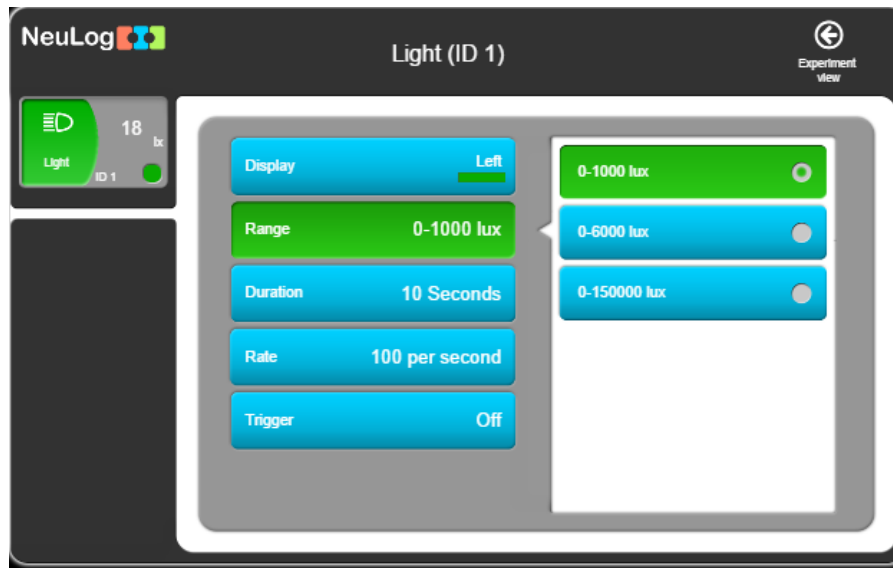 NeuLog
Light (ID 1)
Experiment
view
18
lx
Light
ID 1
Display Left
Range 0-1000 lux
Duration 10 Seconds
Rate 100 per second
Trigger Off
0-1000 lux
0-6000 lux
0-150000 lux